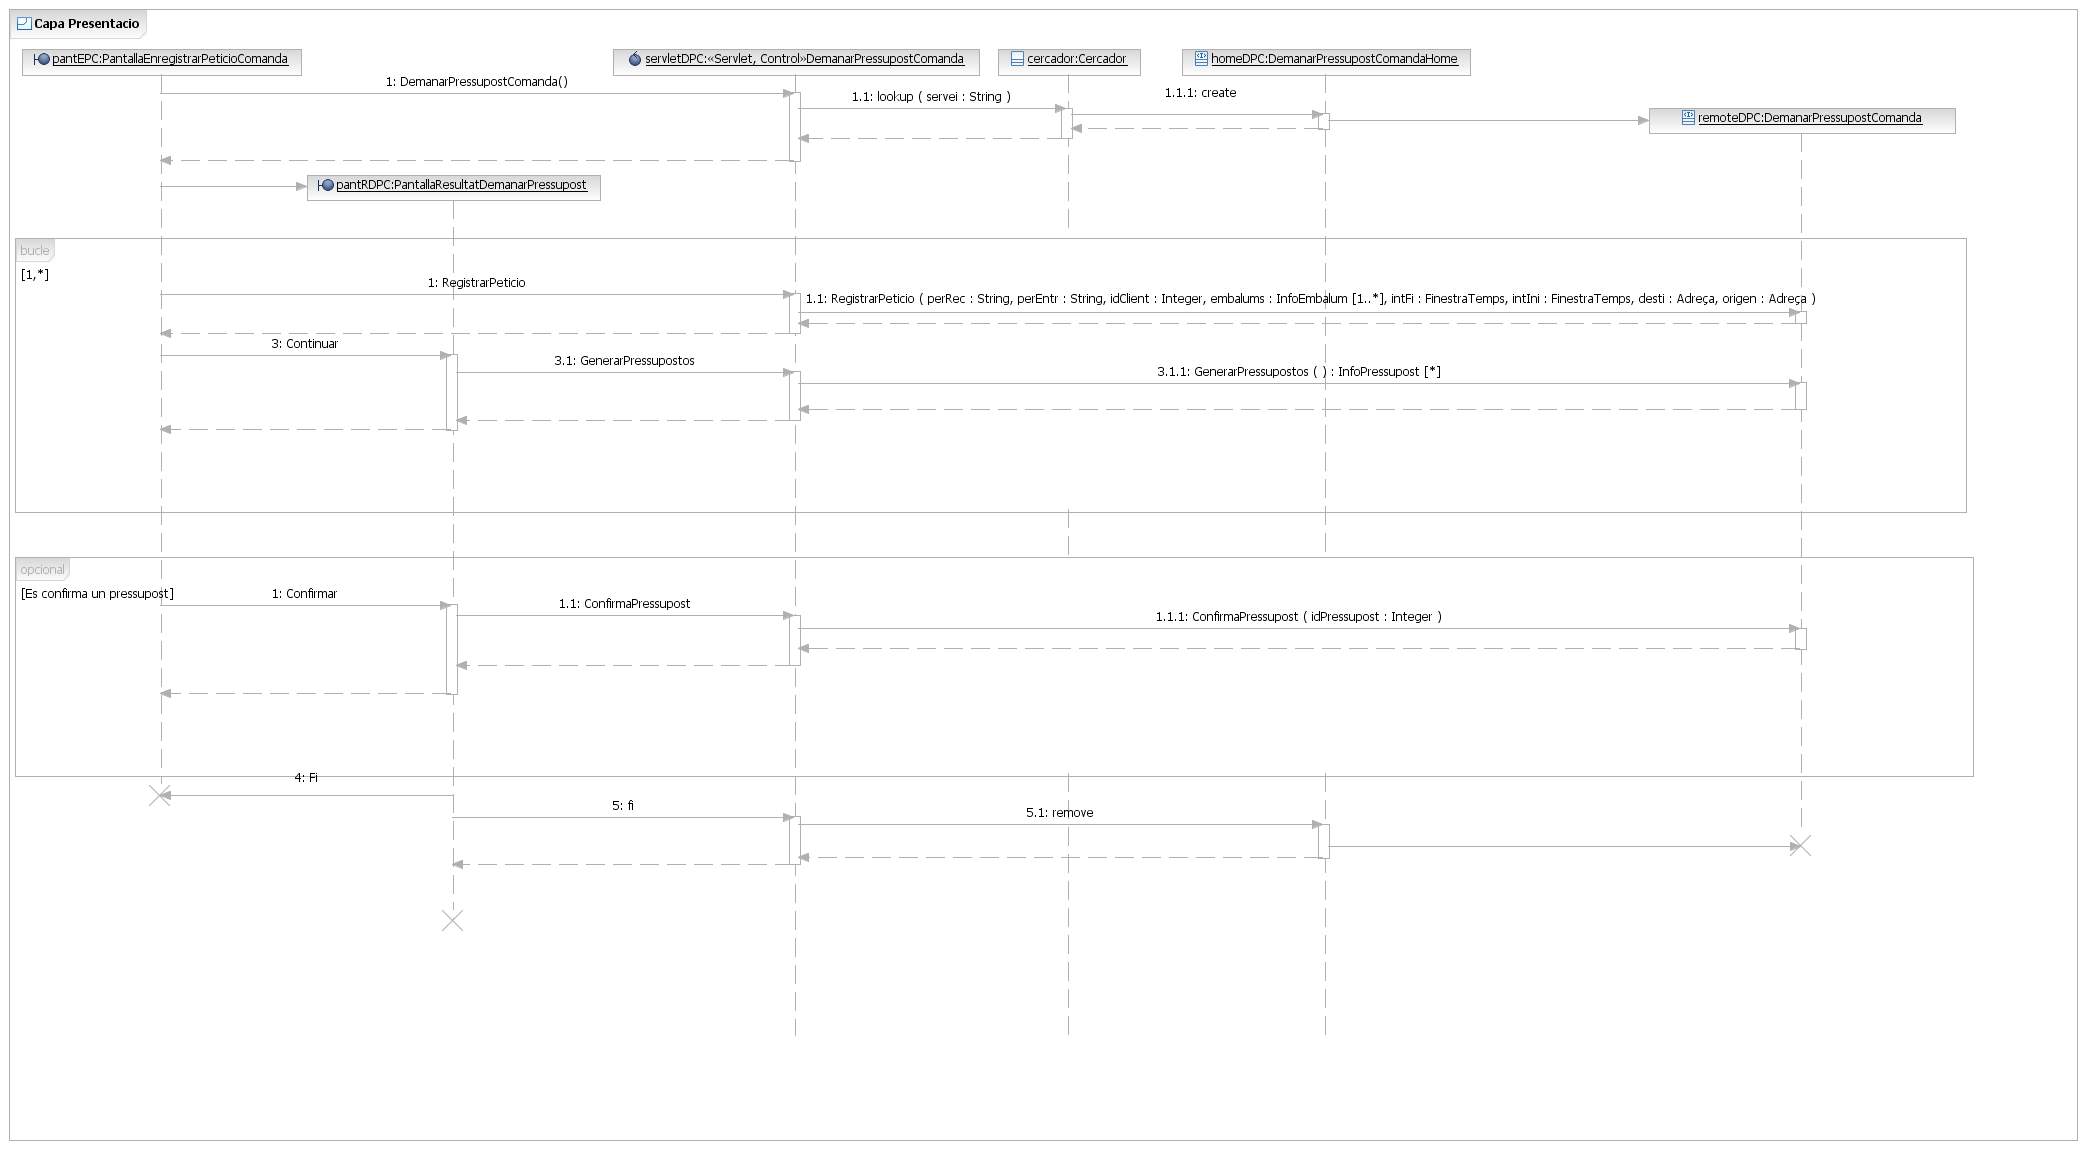 Capa Presentacio
pantEPC:PantallaEnregistrarPeticioComanda
servletDPC:«Servlet, Control»DemanarPressupostComanda
cercador:Cercador
homeDPC:DemanarPressupostComandaHome
1: DemanarPressupostComanda()
1.1: lookup ( servei : String )
1.1.1: create
remoteDPC:DemanarPressupostComanda
pantRDPC:PantallaResultatDemanarPressupost
bucle
[1,*]
1: RegistrarPeticio
1.1: RegistrarPeticio ( perRec : String, perEntr : String, idClient : Integer, embalums : InfoEmbalum [1..*], intFi : FinestraTemps, intIni : FinestraTemps, desti : Adreça, origen : Adreça )
3: Continuar
3.1: GenerarPressupostos
3.1.1: GenerarPressupostos ( ) : InfoPressupost [*]
opcional
[Es confirma un pressupost]
1: Confirmar
1.1: ConfirmaPressupost
1.1.1: ConfirmaPressupost ( idPressupost : Integer )
4: Fi
5: fi
5.1: remove